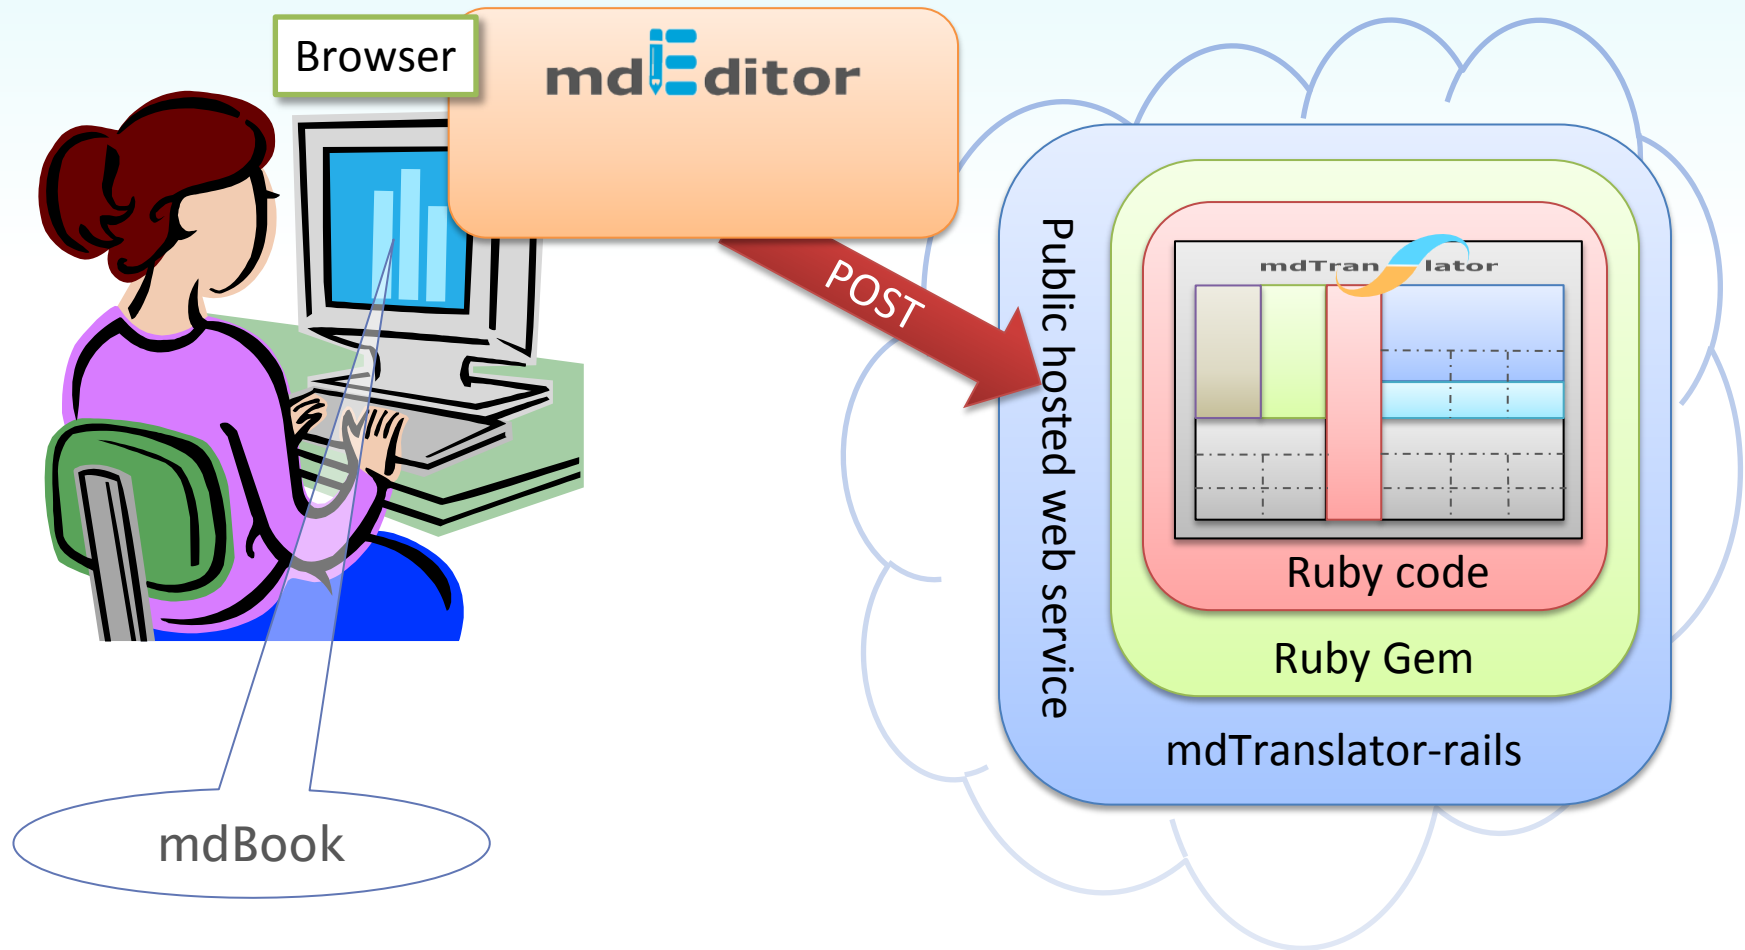 Browser
mdEditor
POST
Public hosted web service
mdTranslator
Ruby code
Ruby Gem
mdTranslator-rails
mdBook